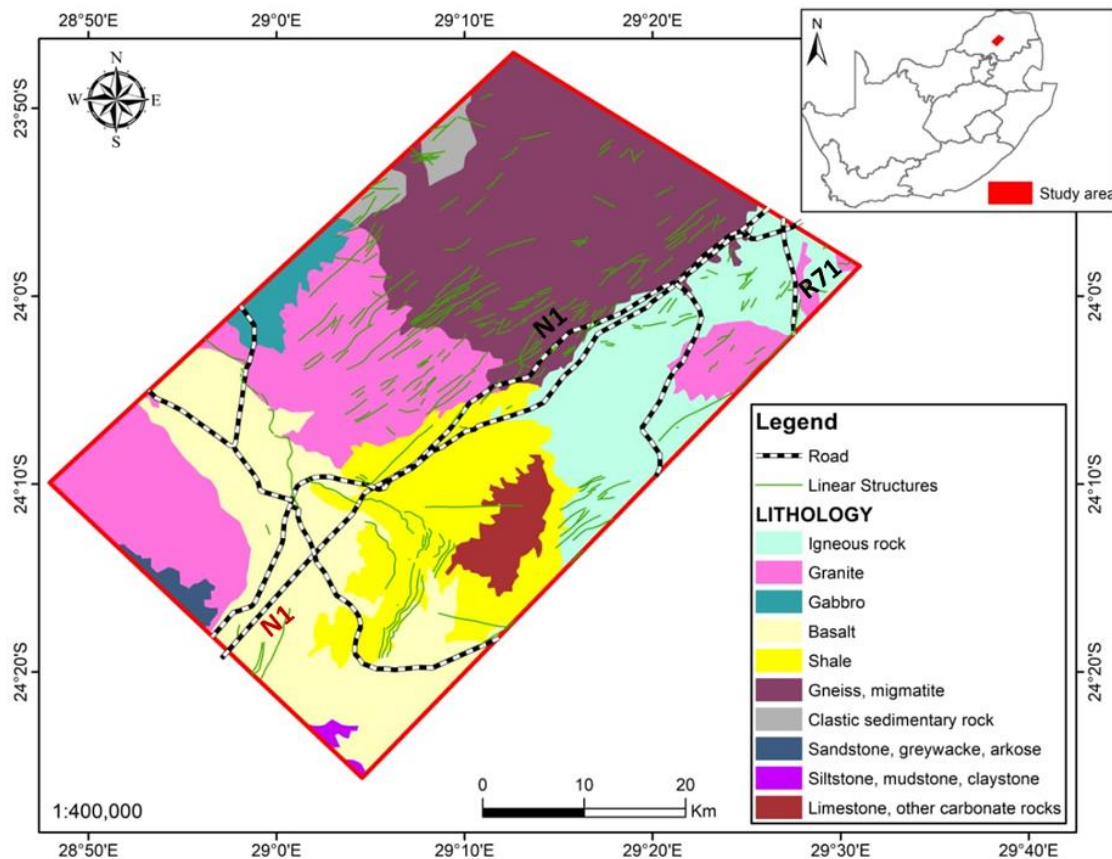 28°50'E 29°0'E 29°10'E 29°20'E
N
Study area
N
W E
S
23°50'S
24°0'S 24°0'S
24°10'S 24°10'S
24°20'S 24°20'S
R71
N1
N1
Legend
Road
Linear Structures
LITHOLOGY
Igneous rock
Granite
Gabbro
Basalt
Shale
Gneiss, migmatite
Clastic sedimentary rock
Sandstone, greywacke, arkose
Siltstone, mudstone, claystone
Limestone, other carbonate rocks
1:400,000
0 10 20
Km
28°50'E 29°0'E 29°10'E 29°20'E 29°30'E 29°40'E